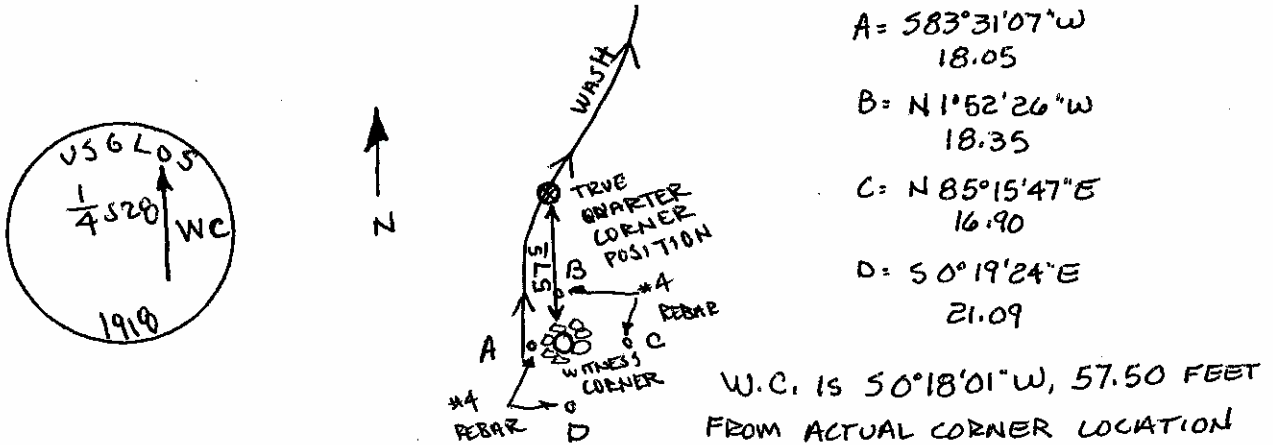 USGLOS
1/4 S28
WC
1918
N
WASH
TRUE
QUARTER
CORNER
POSITION
57 5
B
#4
REBAR
A
C
WITNESS
CORNER
#4
REBAR
D
A= S83°31'07"W
18.05
B= N 1°52'26"W
18.35
C= N 85°15'47"E
16.90
D= S 0°19'24"E
21.09
W.C. IS S0°18'01"W, 57.50 FEET
FROM ACTUAL CORNER LOCATION